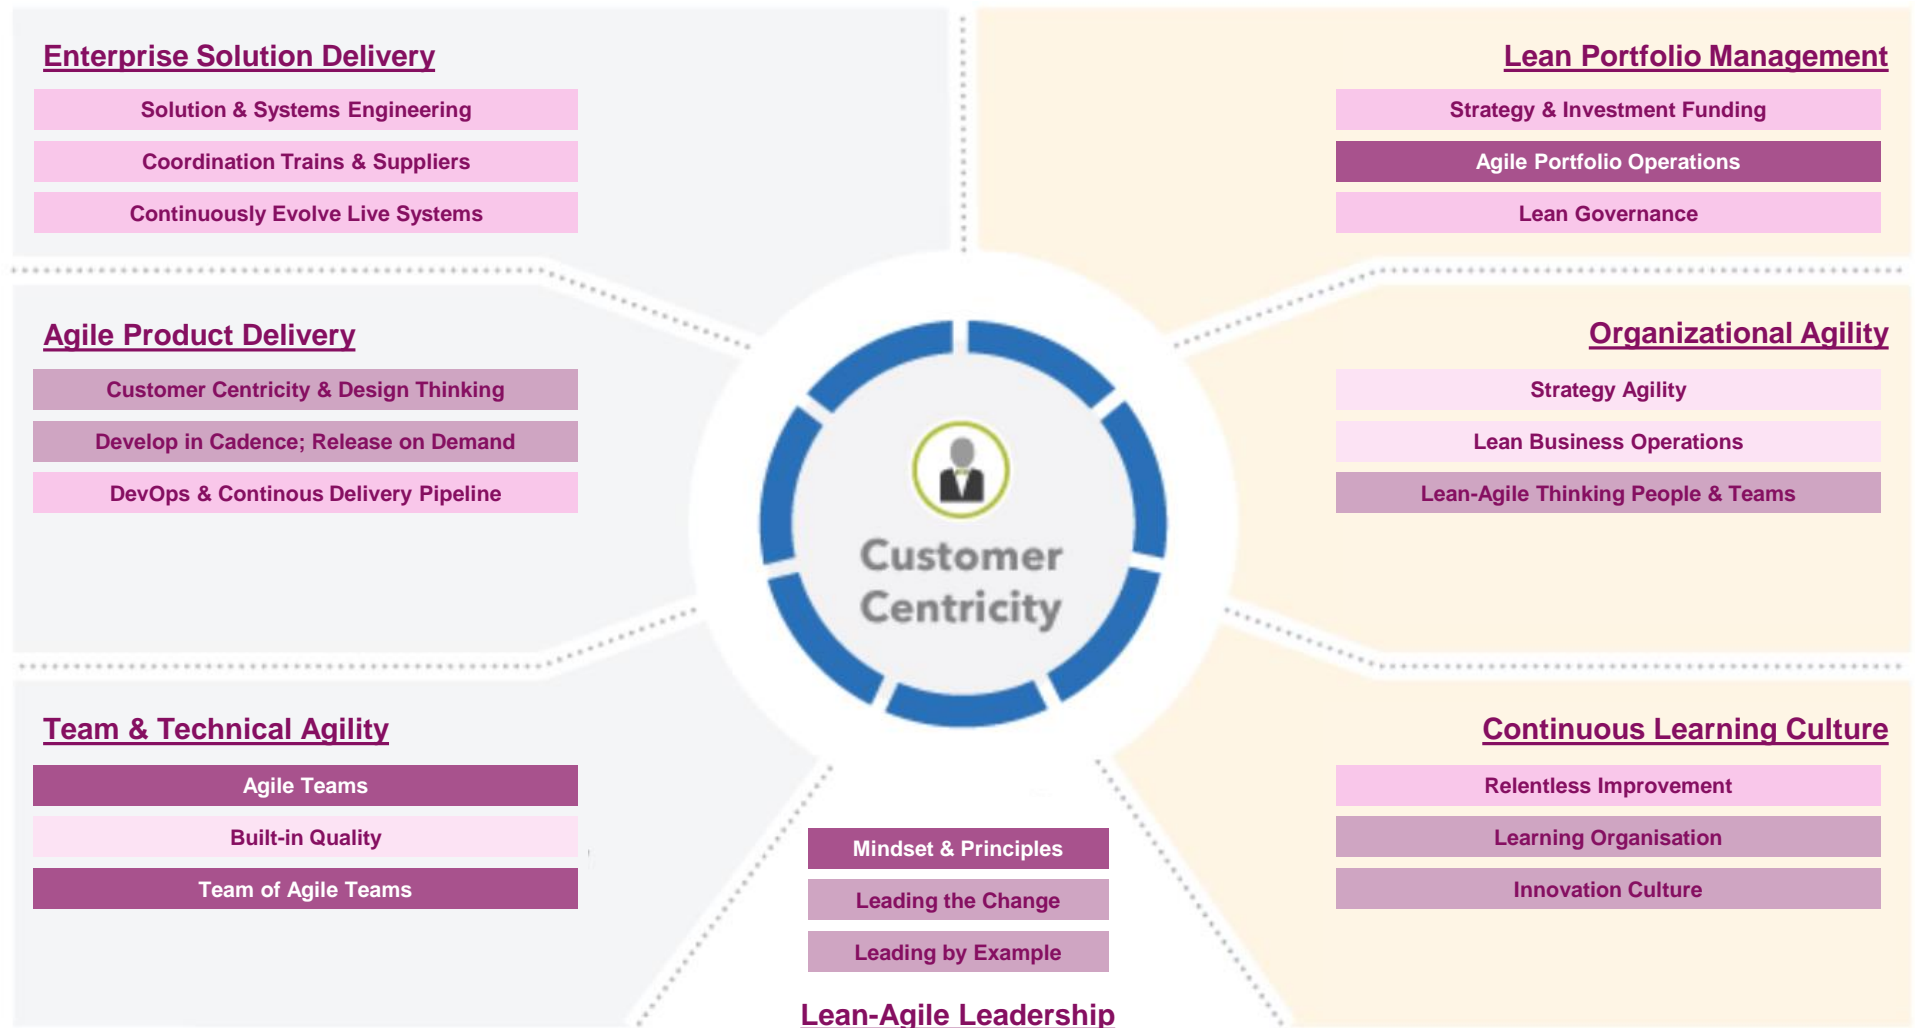 Enterprise Solution Delivery
Solution & Systems Engineering
Coordination Trains & Suppliers
Continuously Evolve Live Systems
Lean Portfolio Management
Strategy & Investment Funding
Agile Portfolio Operations
Lean Governance
Agile Product Delivery
Customer Centricity & Design Thinking
Develop in Cadence; Release on Demand
DevOps & Continous Delivery Pipeline
Customer
Centricity
Organizational Agility
Strategy Agility
Lean Business Operations
Lean-Agile Thinking People & Teams
Team & Technical Agility
Agile Teams
Built-in Quality
Team of Agile Teams
Mindset & Principles
Leading the Change
Leading by Example
Lean-Agile Leadership
Continuous Learning Culture
Relentless Improvement
Learning Organisation
Innovation Culture